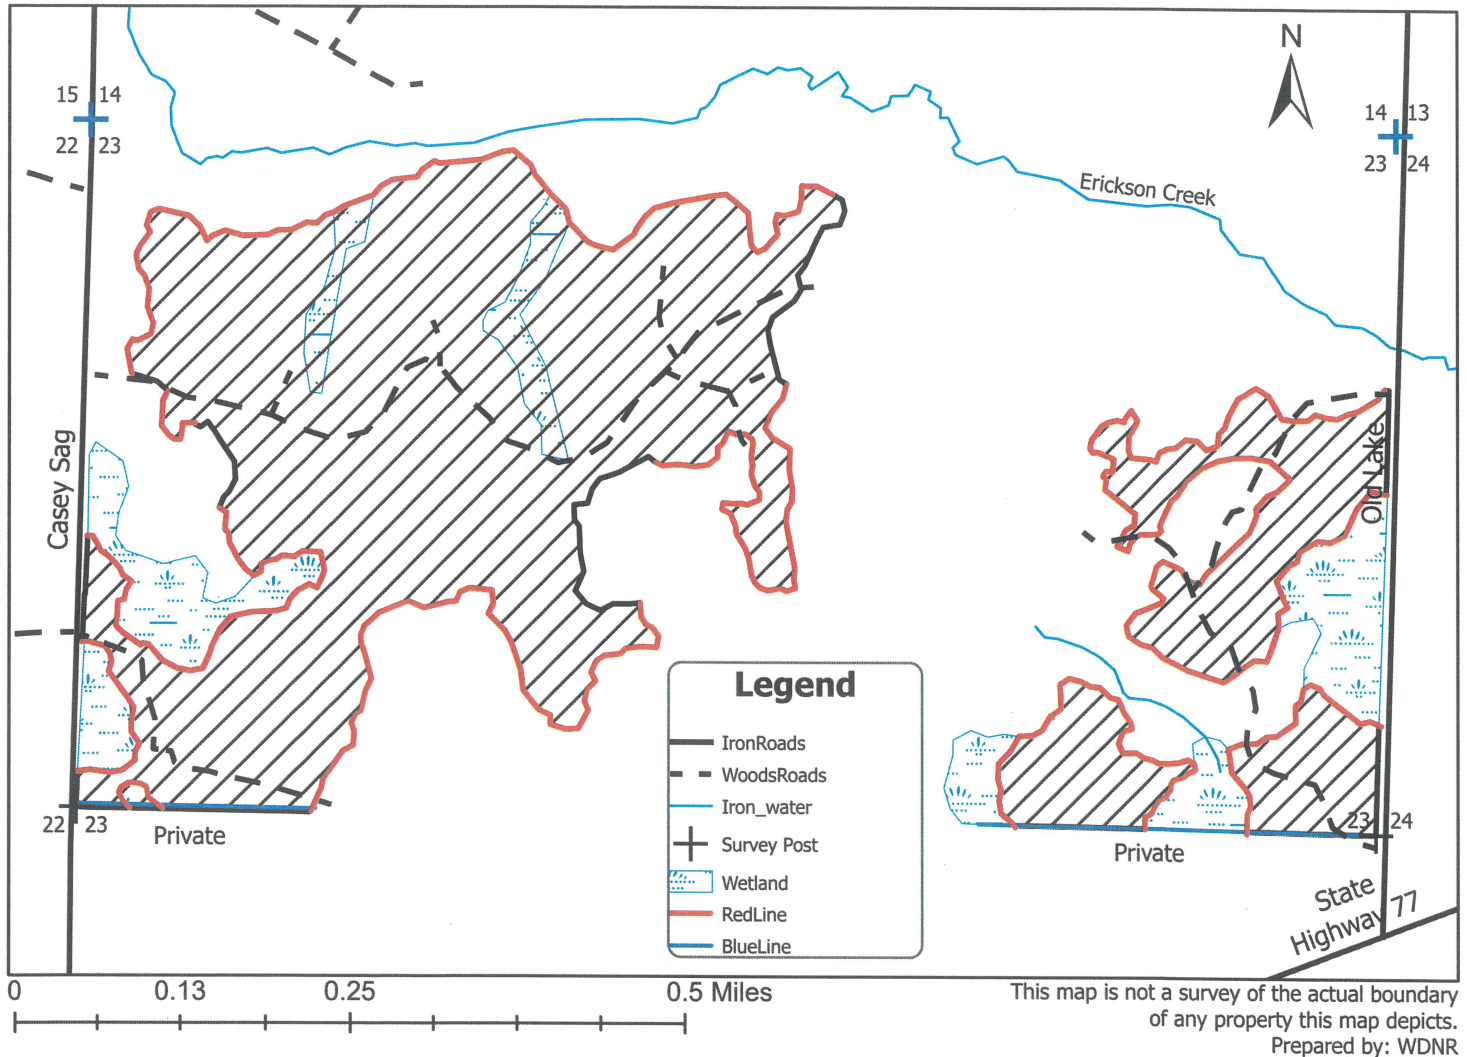 N
15 14
22 23
14 13
23 24
Erickson Creek
Casey Sag
Old Lake
Legend
IronRoads
WoodsRoads
Iron_water
Survey Post
Wetland
RedLine
BlueLine
22 23
Private
23 24
Private
State
Highway 77
0 0.13 0.25 0.5 Miles
This map is not a survey of the actual boundary
of any property this map depicts.
Prepared by: WDNR